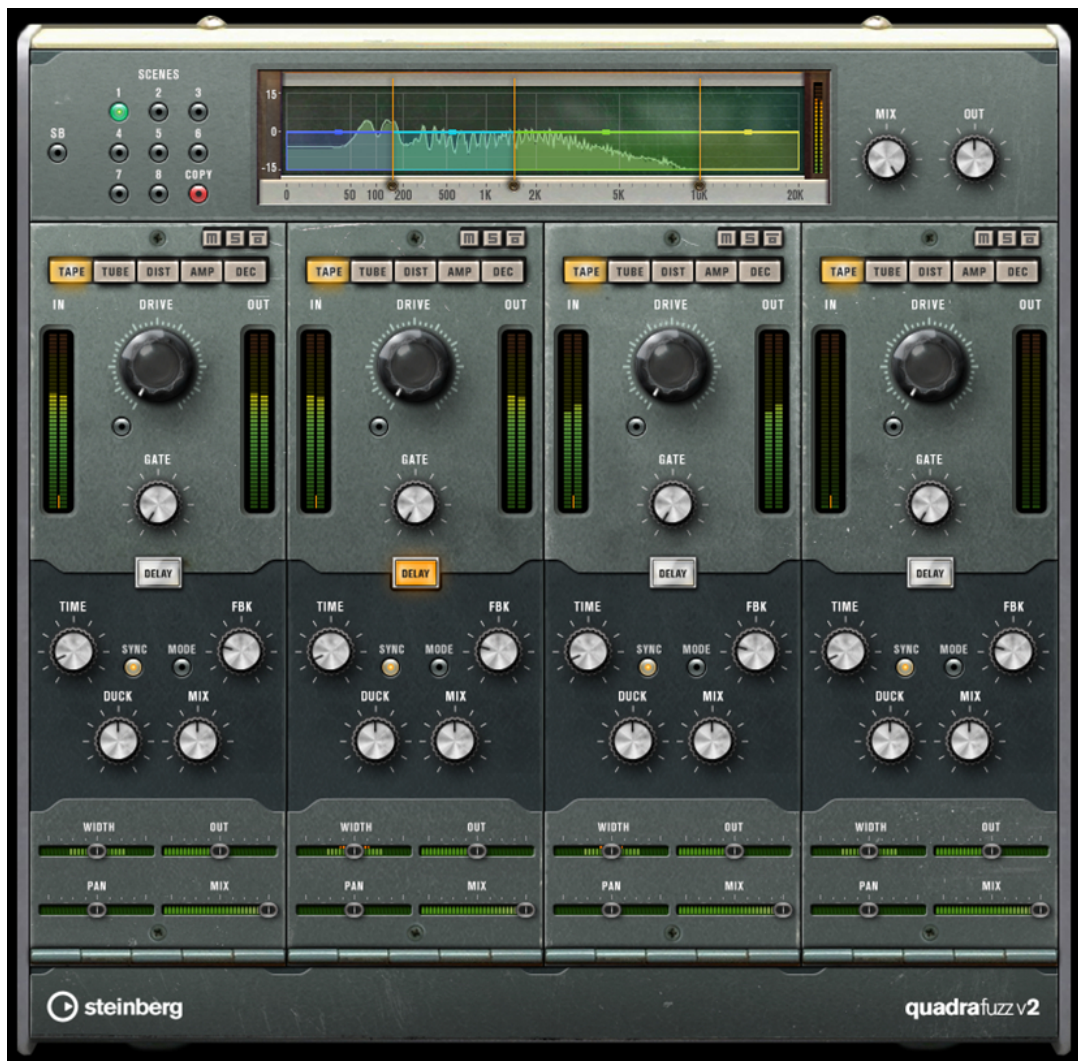 SCENES
1 2 3
SB 4 5 6
7 8 COPY
15
0
-15
0 50 100 200 500 1K 2K 5K 10K 20K
MIX OUT
M S
M S
M S
M S
TAPE TUBE DIST AMP DEC
TAPE TUBE DIST AMP DEC
TAPE TUBE DIST AMP DEC
TAPE TUBE DIST AMP DEC
IN DRIVE OUT
IN DRIVE OUT
IN DRIVE OUT
IN DRIVE OUT
GATE
GATE
GATE
GATE
DELAY
DELAY
DELAY
DELAY
TIME FBK
TIME FBK
TIME FBK
TIME FBK
SYNC MODE
SYNC MODE
SYNC MODE
SYNC MODE
DUCK MIX
DUCK MIX
DUCK MIX
DUCK MIX
WIDTH OUT
WIDTH OUT
WIDTH OUT
WIDTH OUT
PAN MIX
PAN MIX
PAN MIX
PAN MIX
steinberg
quadrafuzz v2